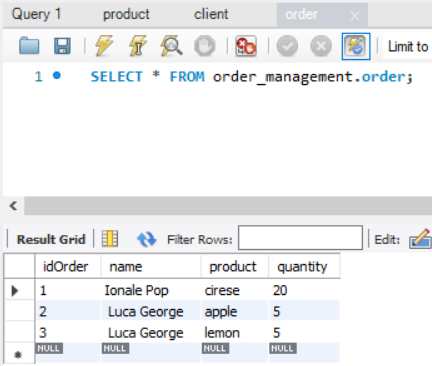 Query 1 product client order
Limit to
1 SELECT * FROM order_management.order;
Result Grid Filter Rows: Edit:
idOrder name product quantity
1 Ionale Pop cirese 20
2 Luca George apple 5
3 Luca George lemon 5
NULL NULL NULL NULL